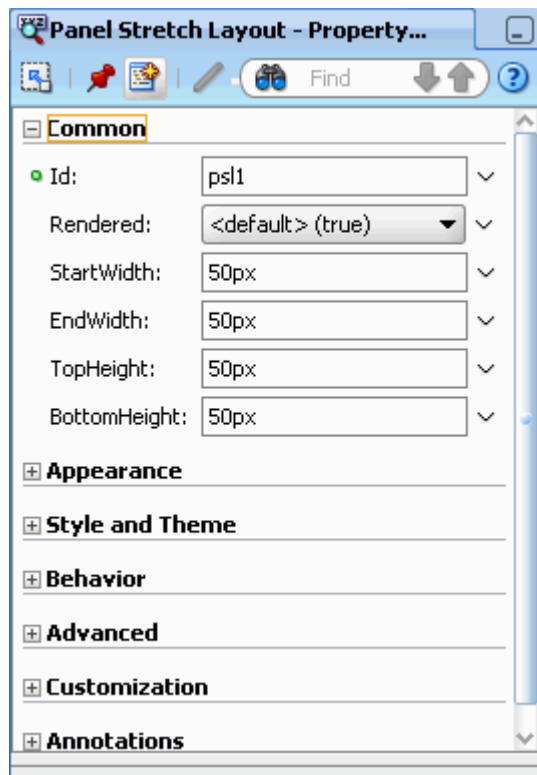 Panel Stretch Layout - Property...
Find
Common
Id: psl1
Rendered: <default> (true)
StartWidth: 50px
EndWidth: 50px
TopHeight: 50px
BottomHeight: 50px
Appearance
Style and Theme
Behavior
Advanced
Customization
Annotations